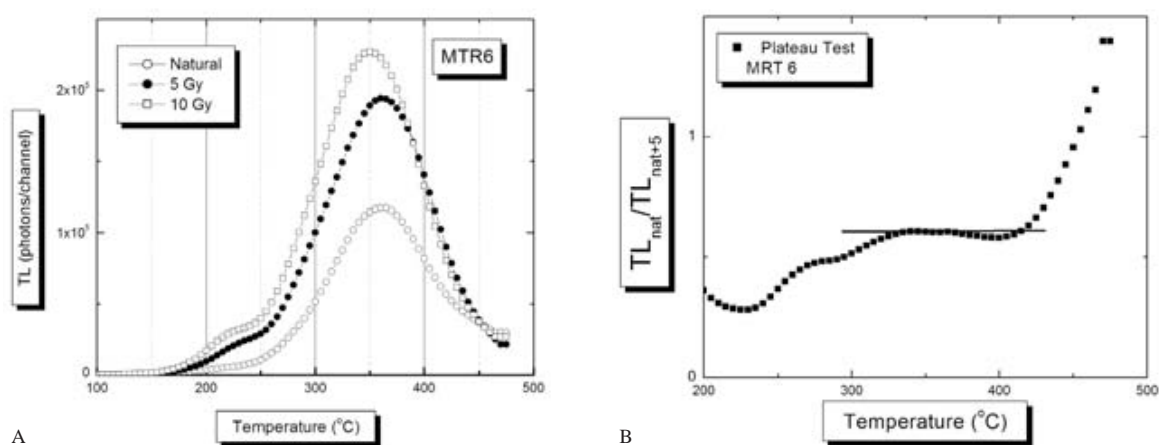 Natural
5 Gy
10 Gy
MTR6
TL (photons/channel)
2x10⁵
1x10⁵
0
100 200 300 400 500
Temperature (°C)
A
Plateau Test
MRT 6
TLnat/TLnat+5
1
0
200 300 400 500
Temperature (°C)
B